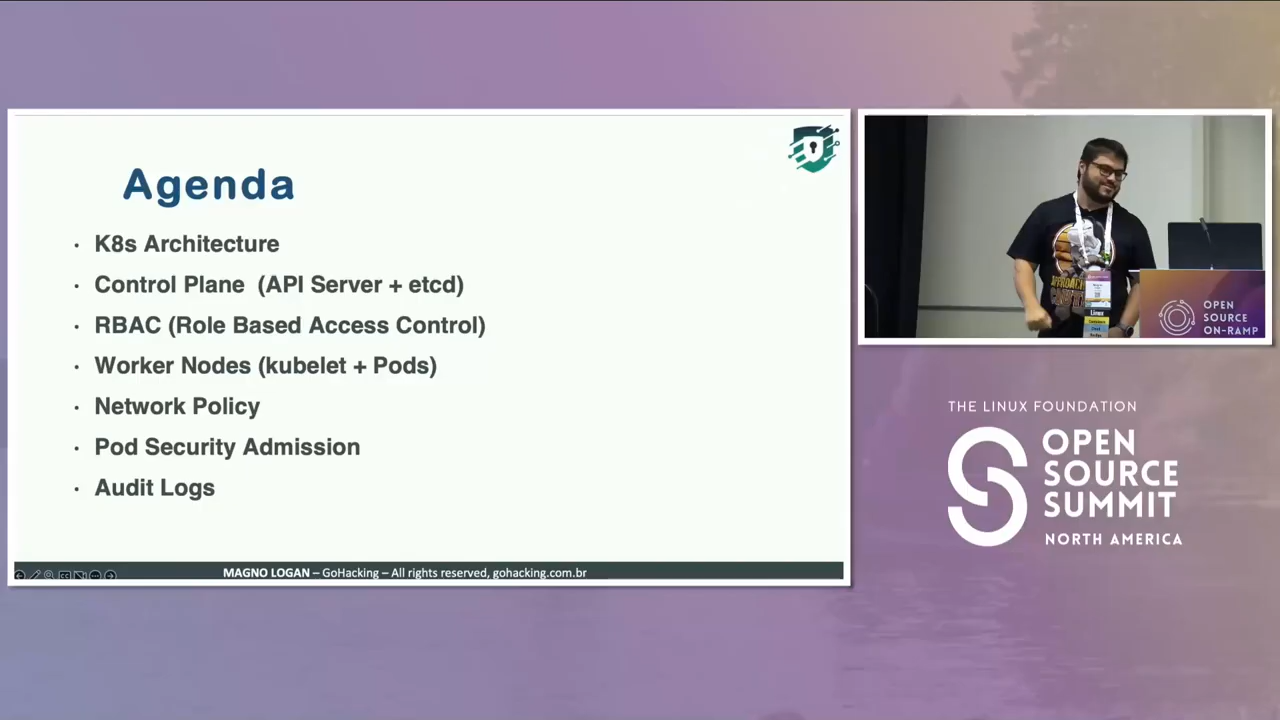 Agenda
• K8s Architecture
• Control Plane (API Server + etcd)
• RBAC (Role Based Access Control)
• Worker Nodes (kubelet + Pods)
• Network Policy
• Pod Security Admission
• Audit Logs
MAGNO LOGAN – GoHacking – All rights reserved, gohacking.com.br
Linux
OPEN
SOURCE
ON-RAMP
THE LINUX FOUNDATION
OPEN
SOURCE
SUMMIT
NORTH AMERICA